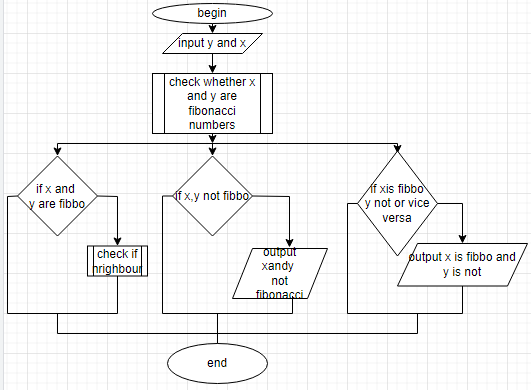 begin
input y and x
check whether x
and y are
fibonacci
numbers
if x and
y are fibbo
if x,y not fibbo
if xis fibbo
y not or vice
versa
check if
nrighbour
output
xandy
not
fibonacci
output x is fibbo and
y is not
end